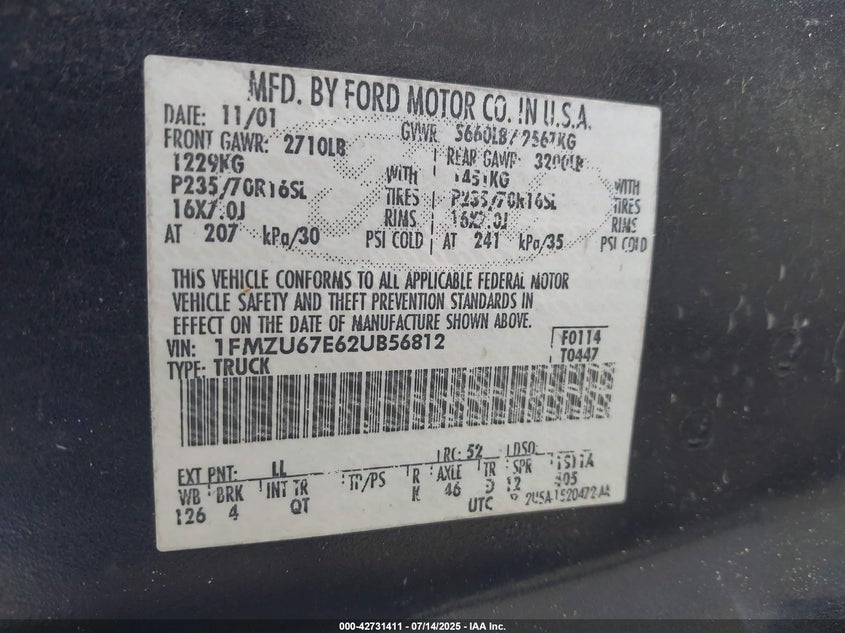 MFD. BY FORD MOTOR CO. IN U.S.A.
DATE: 11/01 GVWR 5660LB/2567KG
FRONT GAWR: 2710LB REAR GAWR: 3200LB
1229KG WITH 1451KG WITH
P235/70R16SL TIRES P235/70R16SL TIRES
16X7.0J RIMS 16X7.0J RIMS
AT 207 kPa/30 PSI COLD AT 241 kPa/35 PSI COLD
THIS VEHICLE CONFORMS TO ALL APPLICABLE FEDERAL MOTOR
VEHICLE SAFETY AND THEFT PREVENTION STANDARDS IN
EFFECT ON THE DATE OF MANUFACTURE SHOWN ABOVE.
VIN: 1FMZU67E62UB56812 F0114
TYPE: TRUCK T0447
EXT PNT: LL RC: 52 DSO:
WB BRK INT TR TP/PS R AXLE TR SPR
126 4 QT 46 D 12
UTC
000-42731411 - 07/14/2025 - IAA Inc.